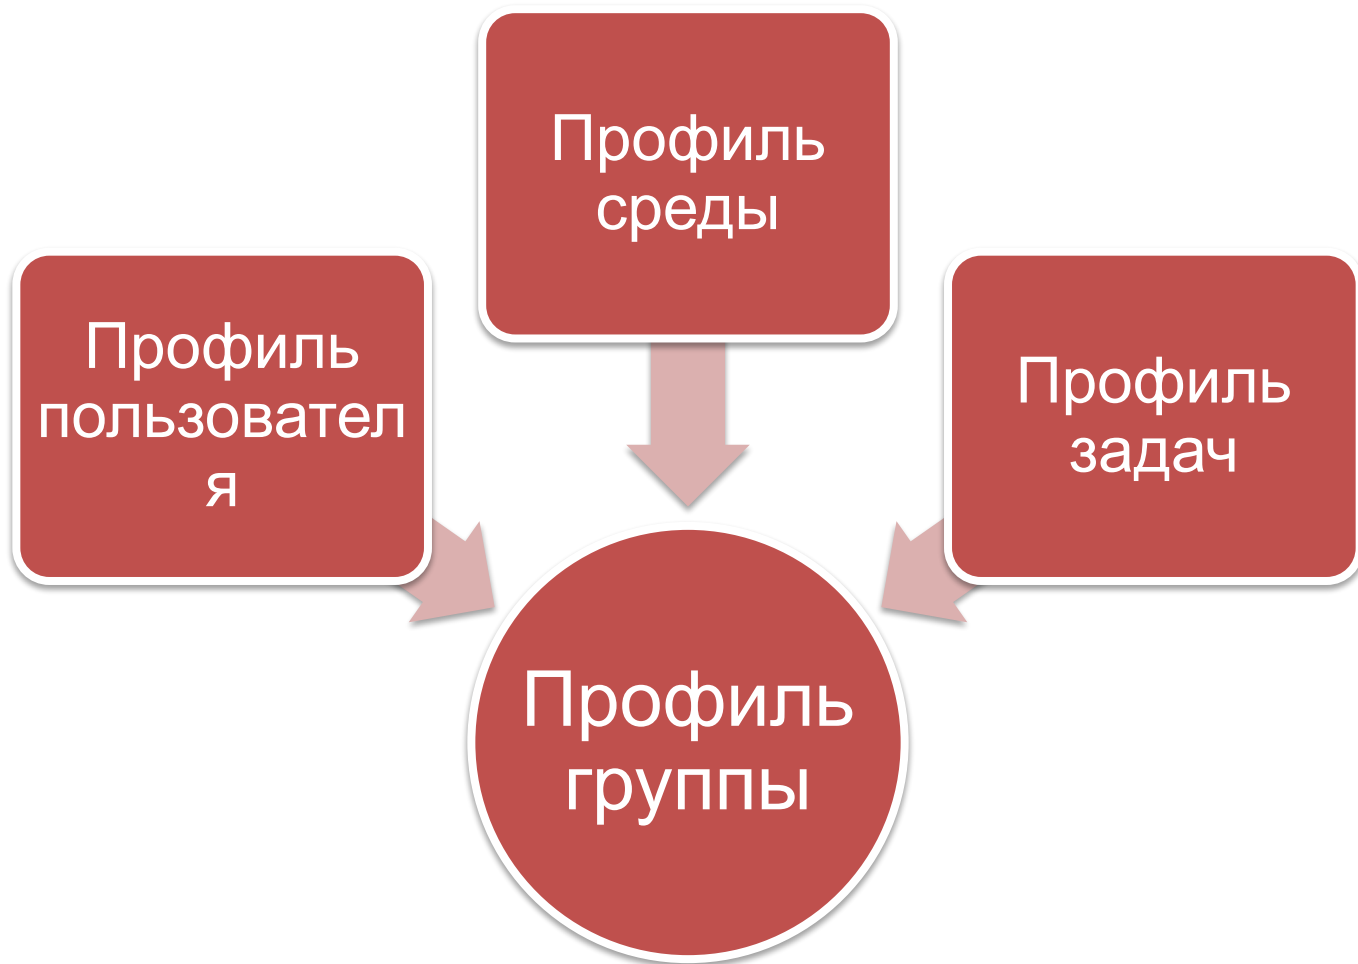 Профиль
среды
Профиль
пользовател
я
Профиль
задач
Профиль
группы